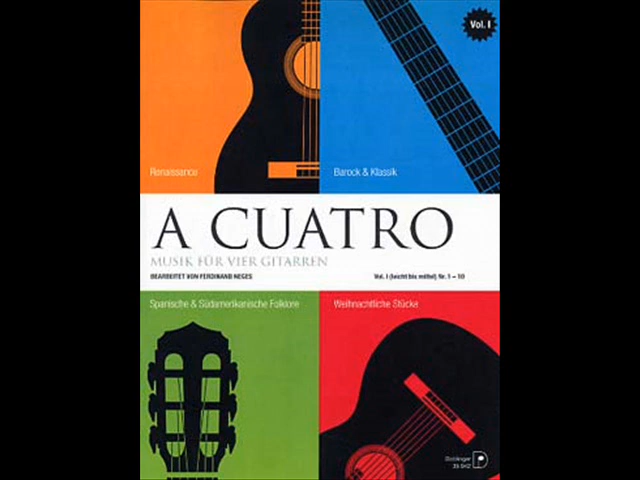 Vol. I
Renaissance
Barock & Klassik
A CUATRO
MUSIK FÜR VIER GITARREN
BEARBEITET VON FERDINAND NEGES
Vol. I (leicht bis mittel) Nr. 1 – 10
Spanische & Südamerikanische Folklore
Weihnachtliche Stücke
Doblinger